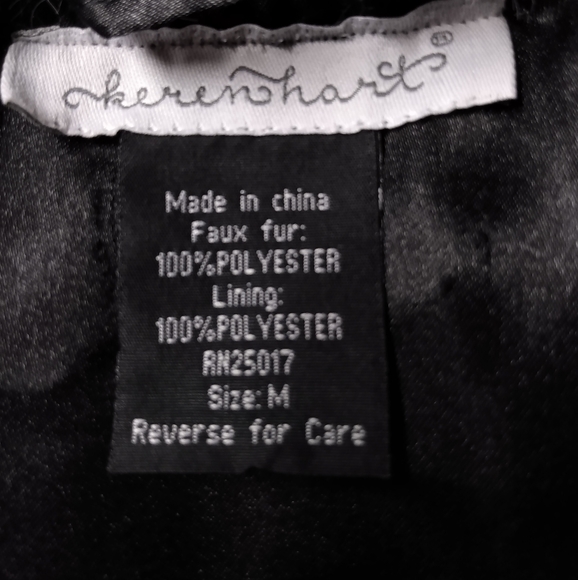 kerenhart®
Made in china
Faux fur:
100%POLYESTER
Lining:
100%POLYESTER
RN25017
Size: M
Reverse for Care